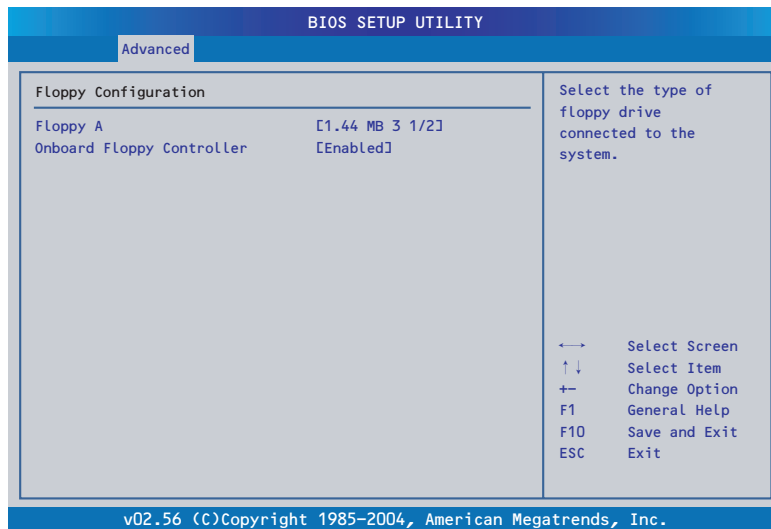 BIOS SETUP UTILITY
Advanced
Floppy Configuration
Floppy A [1.44 MB 3 1/2]
Onboard Floppy Controller [Enabled]
Select the type of
floppy drive
connected to the
system.
←→ Select Screen
↑↓ Select Item
+− Change Option
F1 General Help
F10 Save and Exit
ESC Exit
v02.56 (C)Copyright 1985-2004, American Megatrends, Inc.